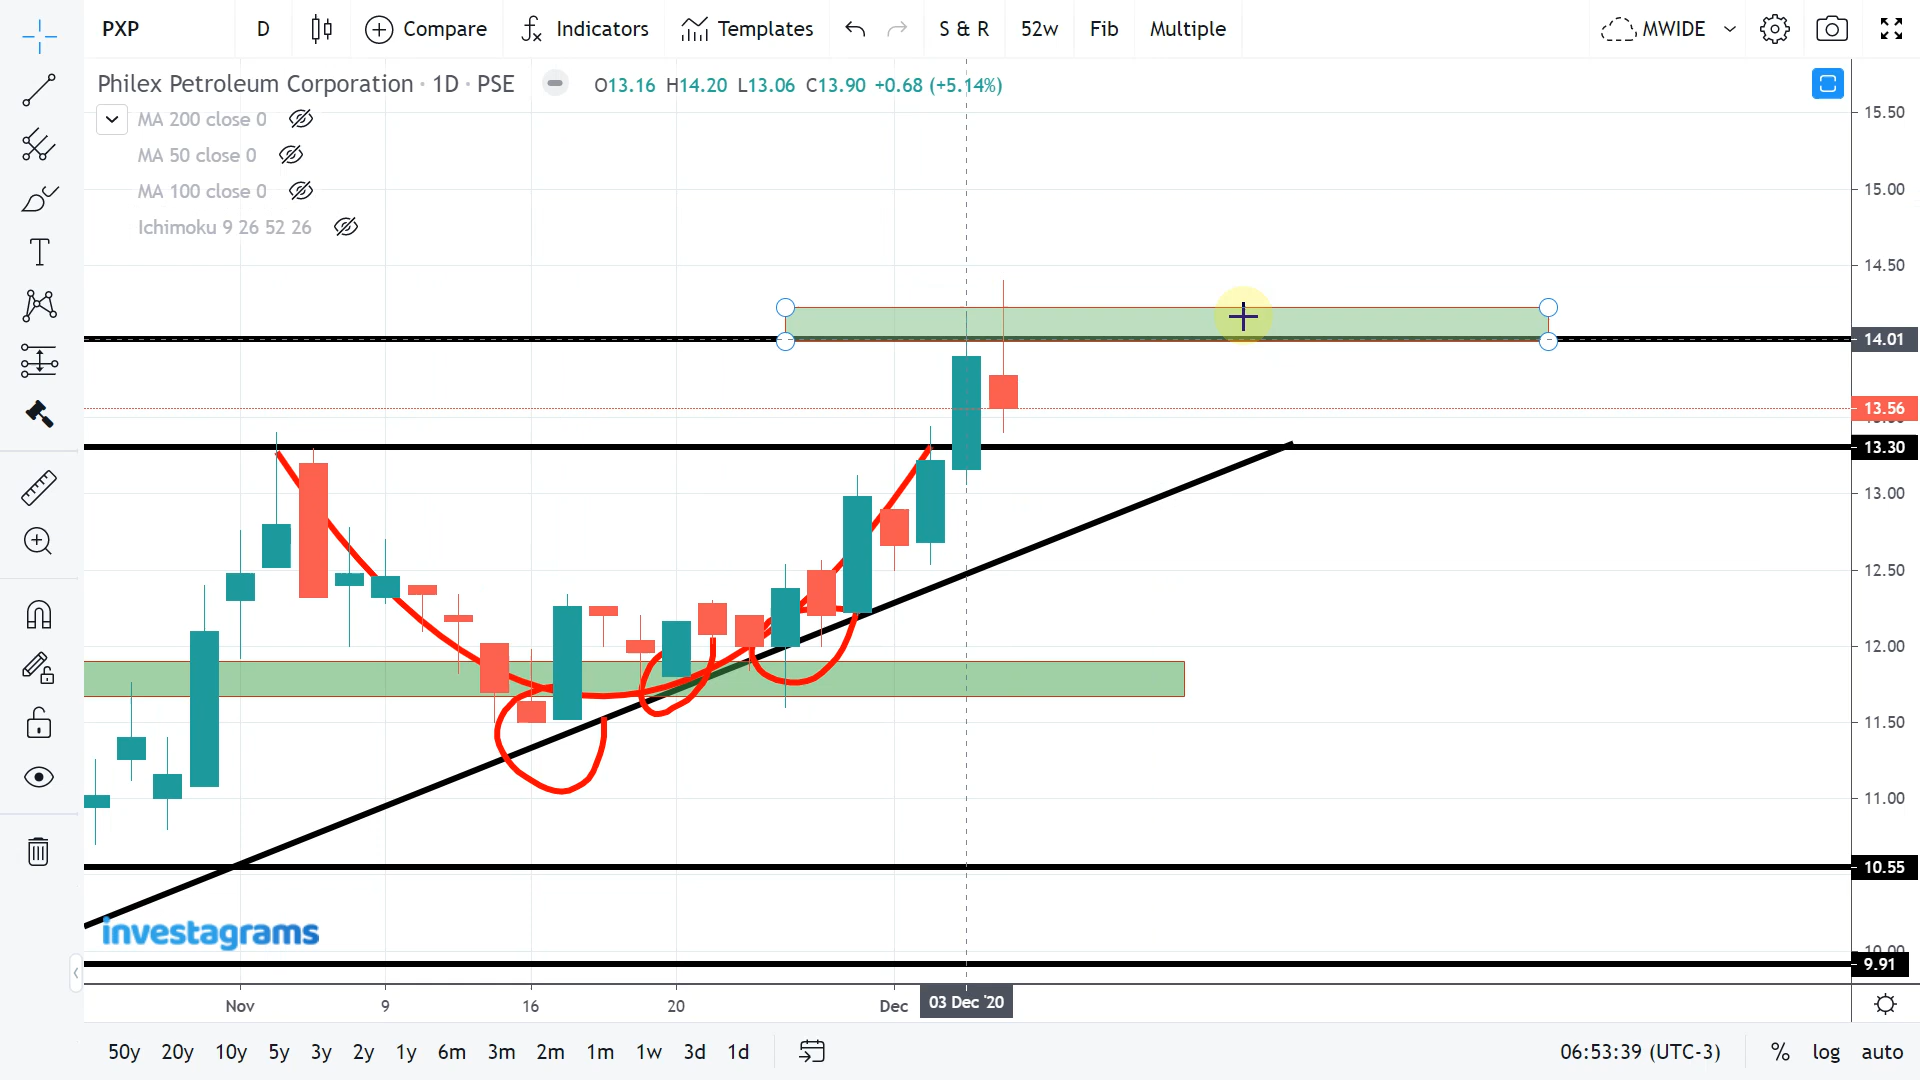 PXP D Compare Indicators Templates S & R 52w Fib Multiple MWIDE
Philex Petroleum Corporation · 1D · PSE O13.16 H14.20 L13.06 C13.90 +0.68 (+5.14%)
MA 200 close 0
MA 50 close 0
MA 100 close 0
Ichimoku 9 26 52 26
15.50
15.00
14.50
14.01
13.56
13.30
13.00
12.50
12.00
11.50
11.00
10.55
10.00
9.91
investagrams
Nov 9 16 20 Dec 03 Dec '20
50y 20y 10y 5y 3y 2y 1y 6m 3m 2m 1m 1w 3d 1d 06:53:39 (UTC-3) % log auto